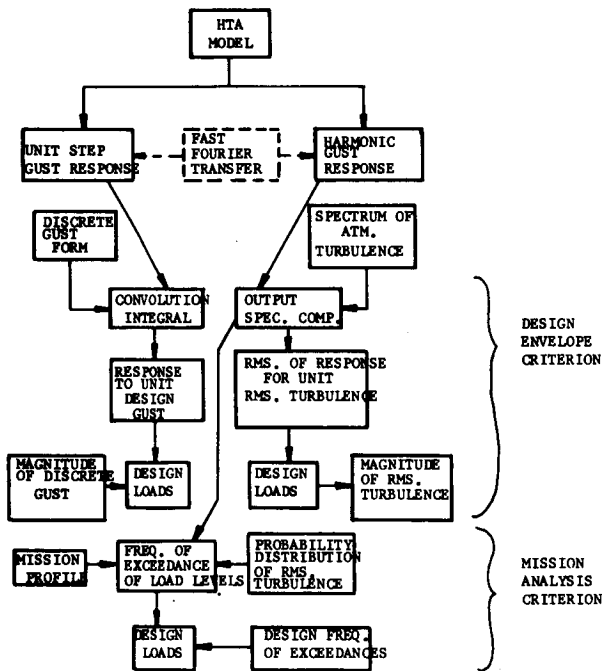 HTA
MODEL
UNIT STEP
GUST RESPONSE
FAST
FOURIER
TRANSFER
HARMONIC
GUST
RESPONSE
DISCRETE
GUST
FORM
SPECTRUM OF
ATM.
TURBULENCE
CONVOLUTION
INTEGRAL
OUTPUT
SPEC. COMP.
DESIGN
ENVELOPE
CRITERION
RESPONSE
TO UNIT
DESIGN
GUST
RMS. OF RESPONSE
FOR UNIT
RMS. TURBULENCE
MAGNITUDE
OF DISCRETE
GUST
DESIGN
LOADS
DESIGN
LOADS
MAGNITUDE
OF RMS.
TURBULENCE
MISSION
PROFILE
FREQ. OF
EXCEEDANCE
OF LOAD LEVELS
PROBABILITY
DISTRIBUTION
OF RMS.
TURBULENCE
MISSION
ANALYSIS
CRITERION
DESIGN
LOADS
DESIGN FREQ.
OF EXCEEDANCES